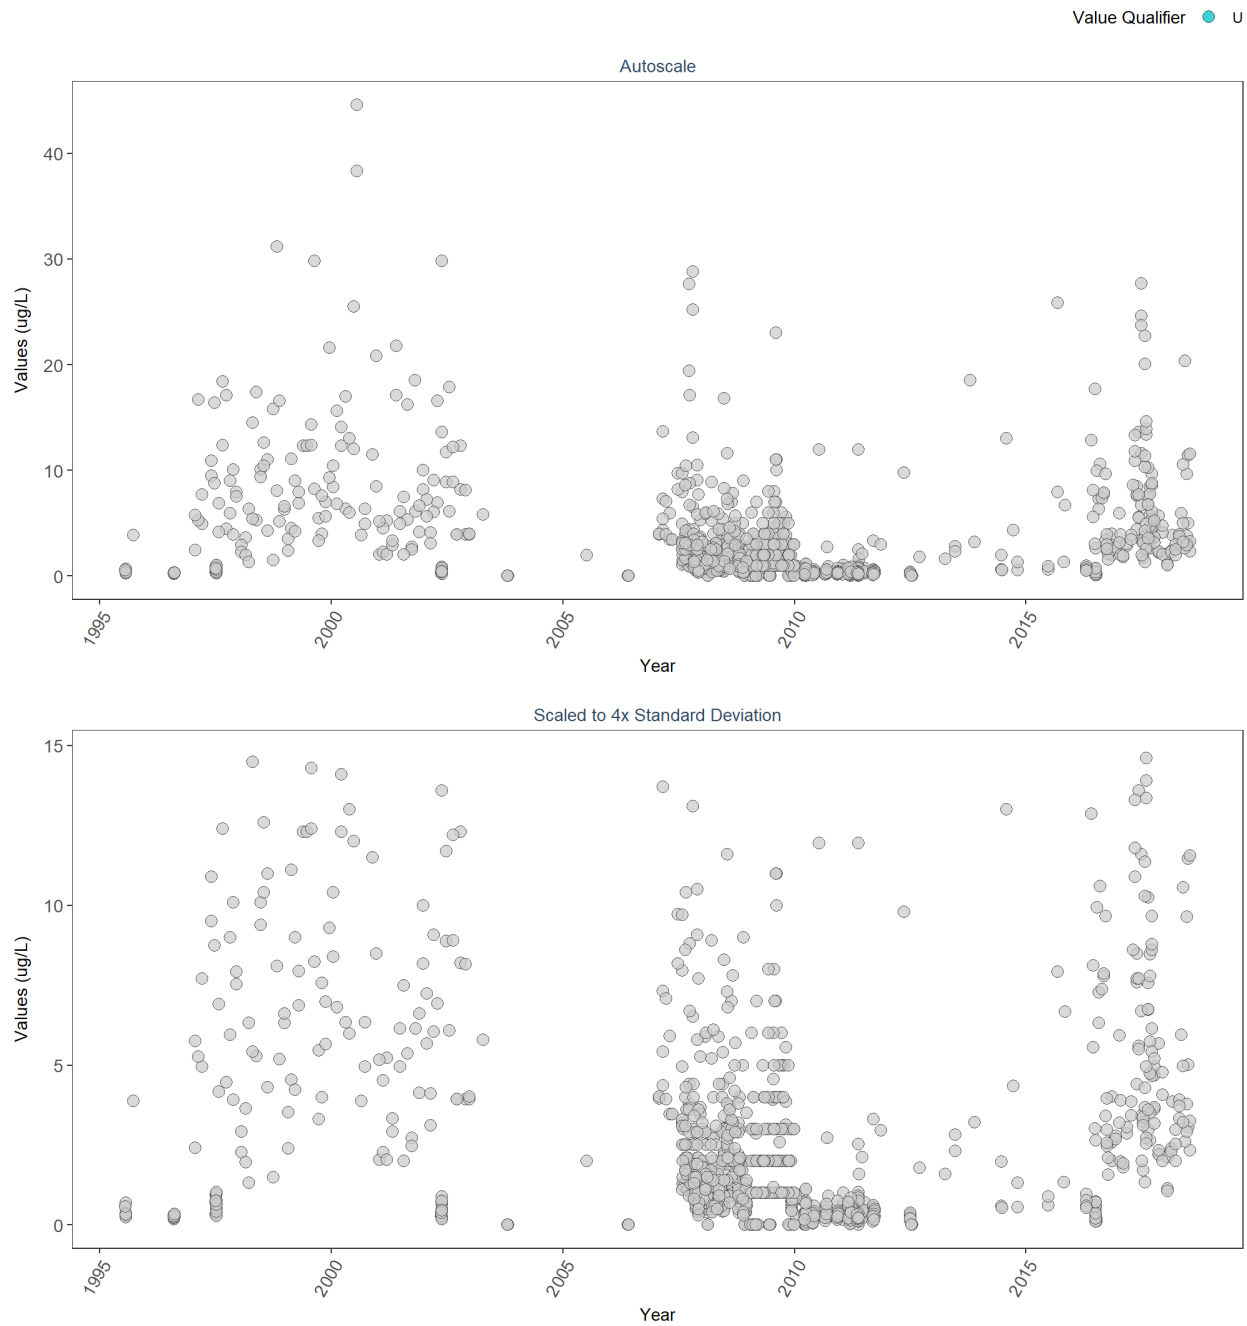 Value Qualifier U
Autoscale
Values (ug/L)
40
30
20
10
0
1995 2000 2005 2010 2015
Year
Scaled to 4x Standard Deviation
Values (ug/L)
15
10
5
0
1995 2000 2005 2010 2015
Year